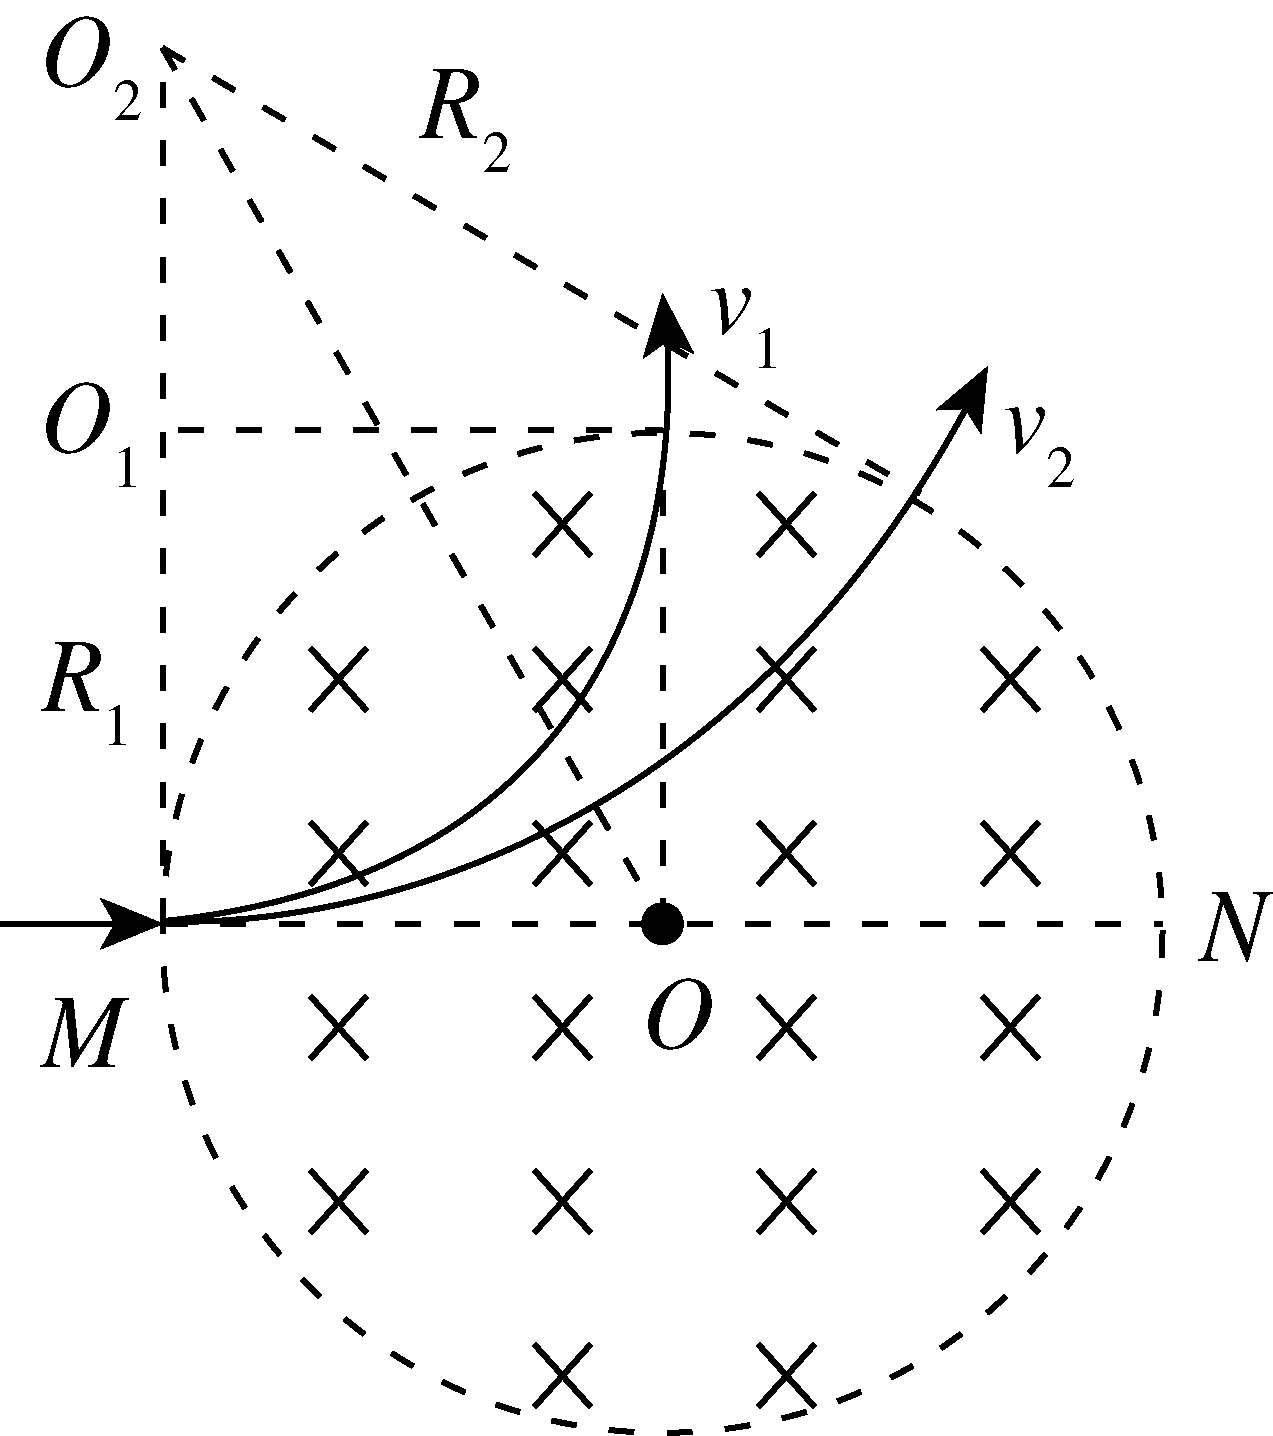 O₂
R₂
v₁
O₁
v₂
R₁
N
M
O